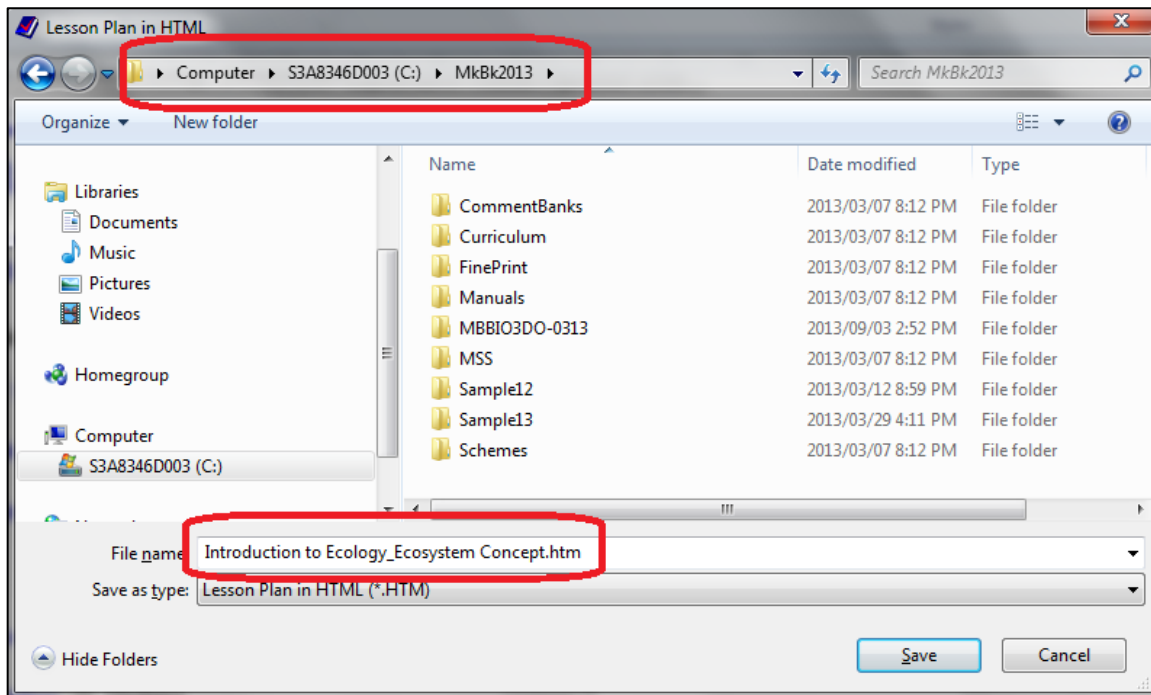 Lesson Plan in HTML
Computer S3A8346D003 (C:) MkBk2013
Search MkBk2013
Organize New folder
Name Date modified Type
Libraries
Documents
Music
Pictures
Videos
Homegroup
Computer
S3A8346D003 (C:)
CommentBanks 2013/03/07 8:12 PM File folder
Curriculum 2013/03/07 8:12 PM File folder
FinePrint 2013/03/07 8:12 PM File folder
Manuals 2013/03/07 8:12 PM File folder
MBBIO3DO-0313 2013/09/03 2:52 PM File folder
MSS 2013/03/07 8:12 PM File folder
Sample12 2013/03/12 8:59 PM File folder
Sample13 2013/03/29 4:11 PM File folder
Schemes 2013/03/07 8:12 PM File folder
File name: Introduction to Ecology_Ecosystem Concept.htm
Save as type: Lesson Plan in HTML (*.HTM)
Hide Folders
Save Cancel